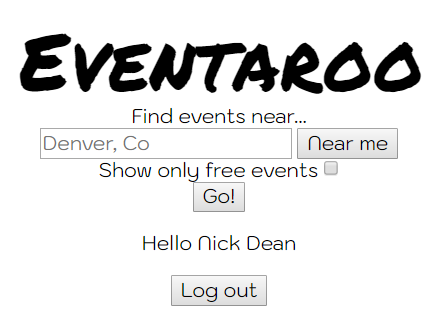 Eventaroo
Find events near...
Denver, Co Near me
Show only free events
Go!
Hello Nick Dean
Log out